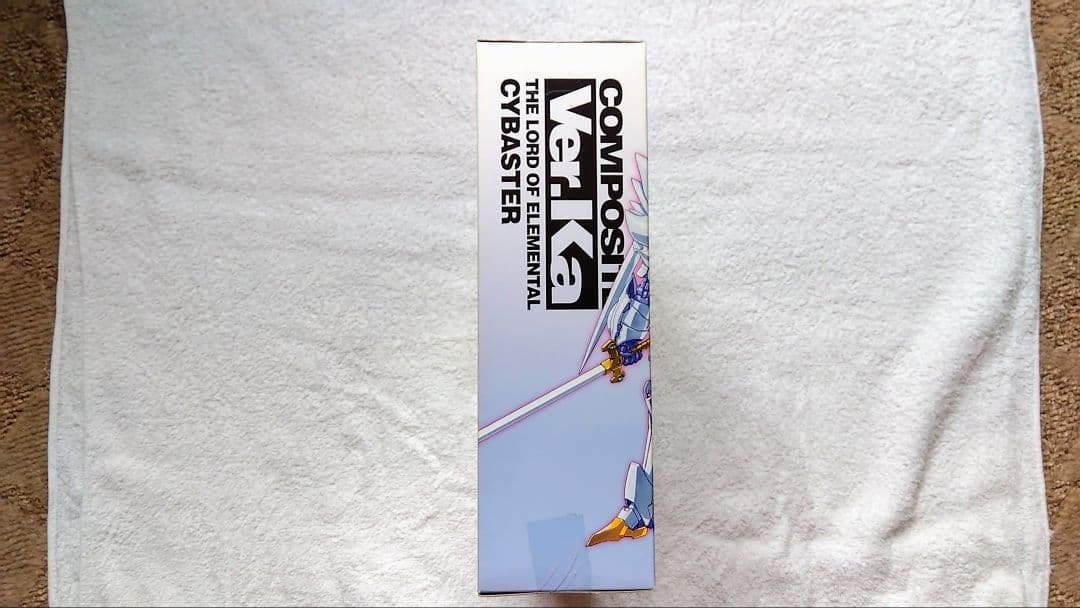 COMPOSITE
Ver.Ka
THE LORD OF ELEMENTAL
CYBASTER